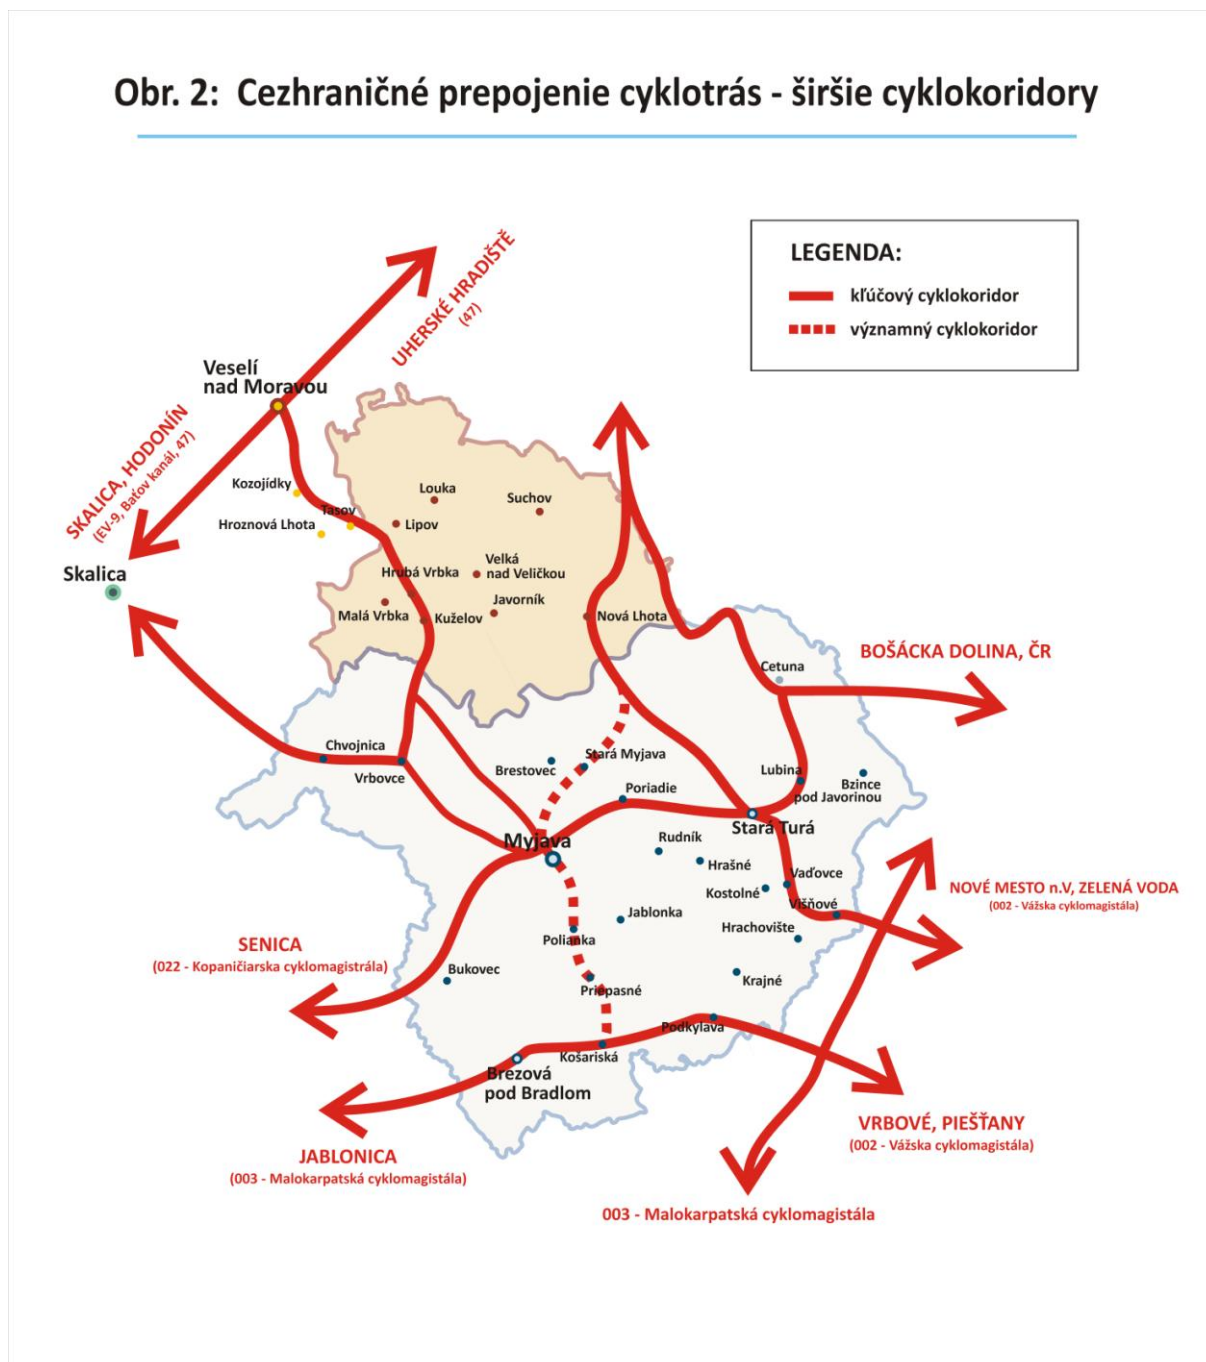 Obr. 2:  Cezhraničné prepojenie cyklotrás - širšie cyklokoridory
LEGENDA:
kľúčový cyklokoridor
významný cyklokoridor
UHERSKÉ HRADIŠTĚ
(47)
Veselí
nad Moravou
SKALICA, HODONÍN
(EV-9, Baťov kanál, 47)
Skalica
Kozojídky
Hroznová Lhota
Tasov
Louka
Lipov
Suchov
Hrubá Vrbka
Velká
nad Veličkou
Malá Vrbka
Kuželov
Javorník
Nová Lhota
Cetuna
BOŠÁCKA DOLINA, ČR
Chvojnica
Vrbovce
Brestovec
Stará Myjava
Poriadie
Lubina
Bzince
pod Javorinou
Myjava
Stará Turá
Rudník
Hrašné
Kostolné
Vaďovce
Višňové
NOVÉ MESTO n.V, ZELENÁ VODA
(002 - Vážska cyklomagistála)
Jablonka
Hrachovište
Polianka
SENICA
(022 - Kopaničiarska cyklomagistrála)
Bukovec
Priepasné
Krajné
Podkylava
Košariská
Brezová
pod Bradlom
VRBOVÉ, PIEŠŤANY
(002 - Vážska cyklomagistála)
JABLONICA
(003 - Malokarpatská cyklomagistála)
003 - Malokarpatská cyklomagistála